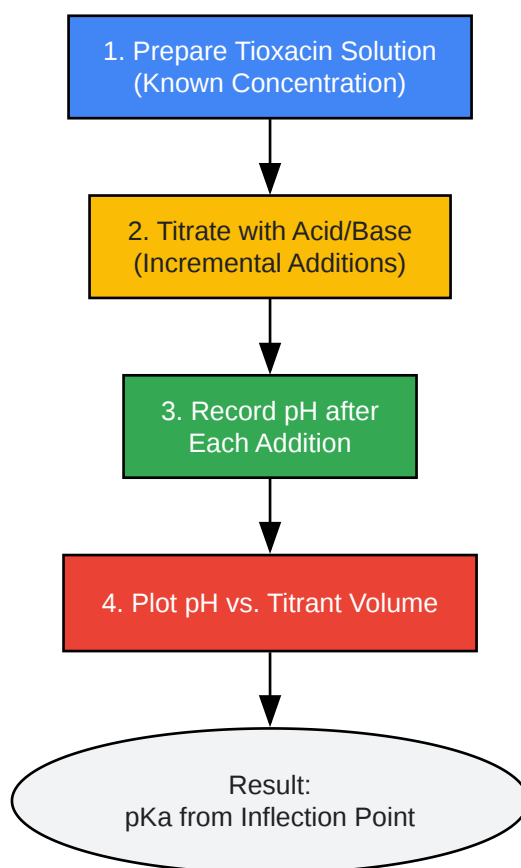 1. Prepare Tioxacin Solution
(Known Concentration)
2. Titrate with Acid/Base
(Incremental Additions)
3. Record pH after
Each Addition
4. Plot pH vs. Titrant Volume
Result:
pKa from Inflection Point